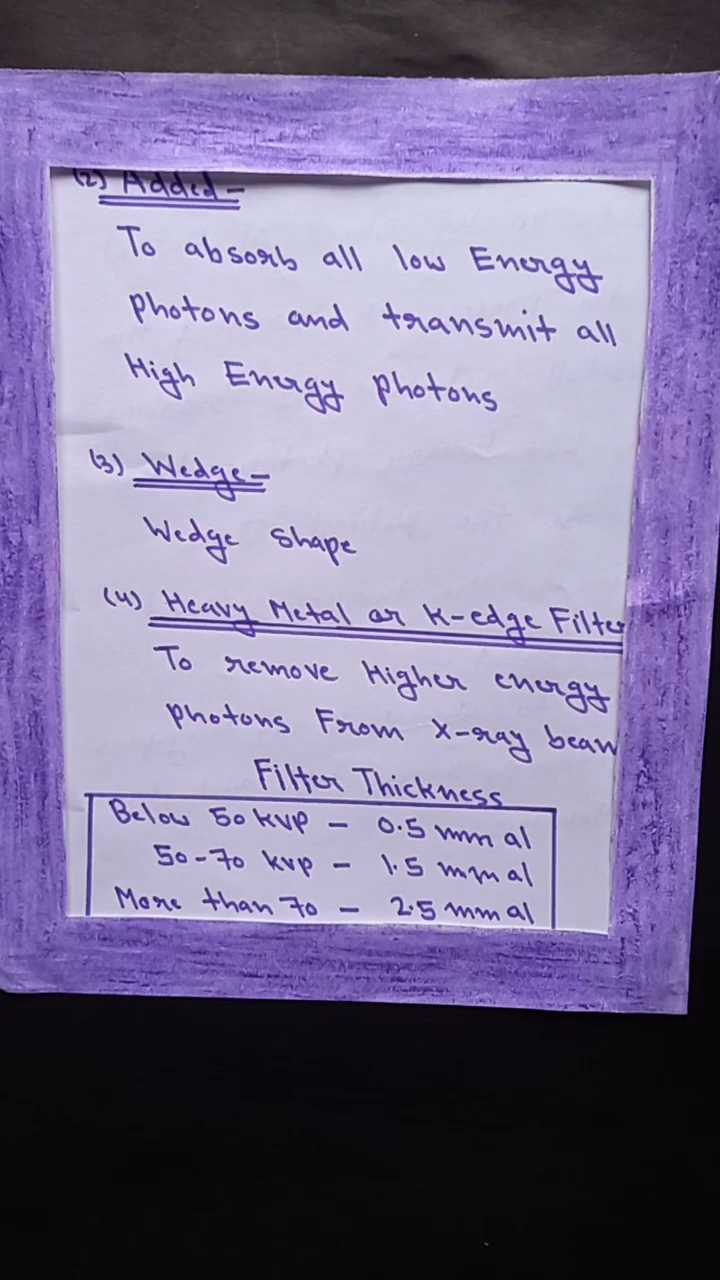 (2) Added-
To absorb all low Energy
photons and transmit all
High Energy photons
(3) Wedge-
Wedge shape
(4) Heavy Metal or K-edge Filter
To remove Higher energy
photons From X-ray beam
Filter Thickness
Below 50 kvp - 0.5 mm al
50-70 kvp - 1.5 mm al
More than 70 - 2.5 mm al